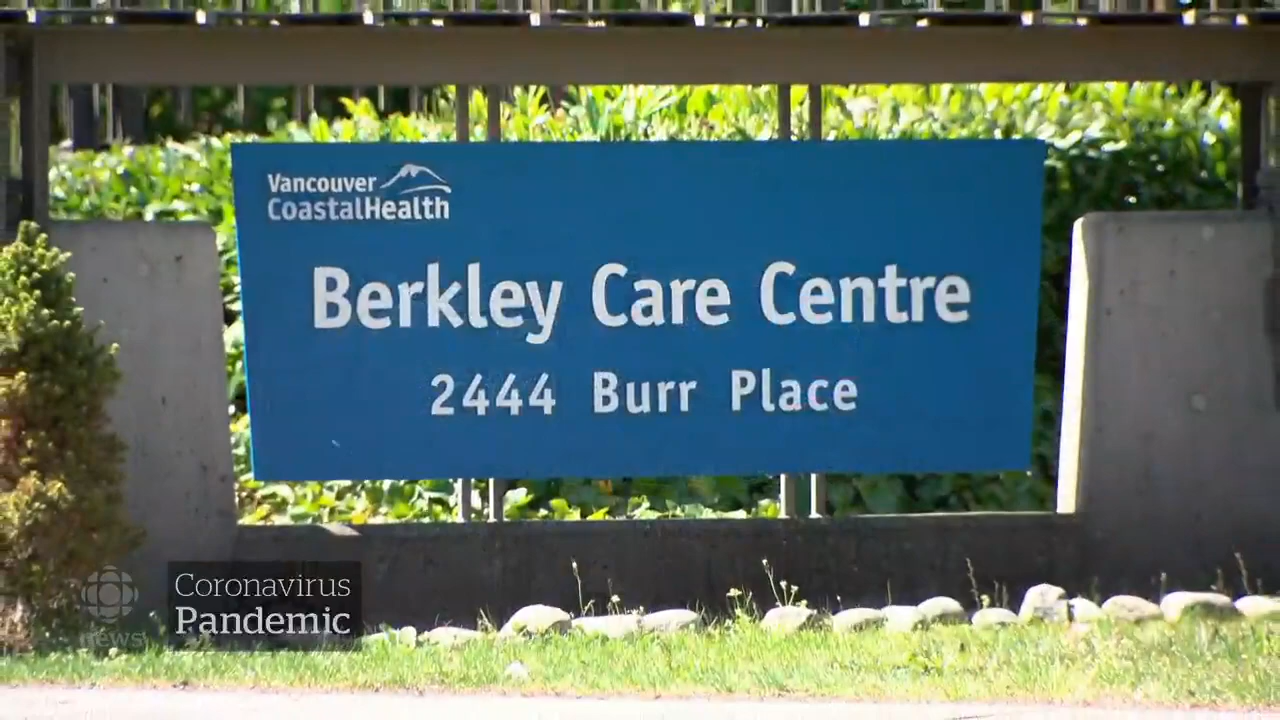 Vancouver
CoastalHealth
Berkley Care Centre
2444 Burr Place
Coronavirus
Pandemic
news